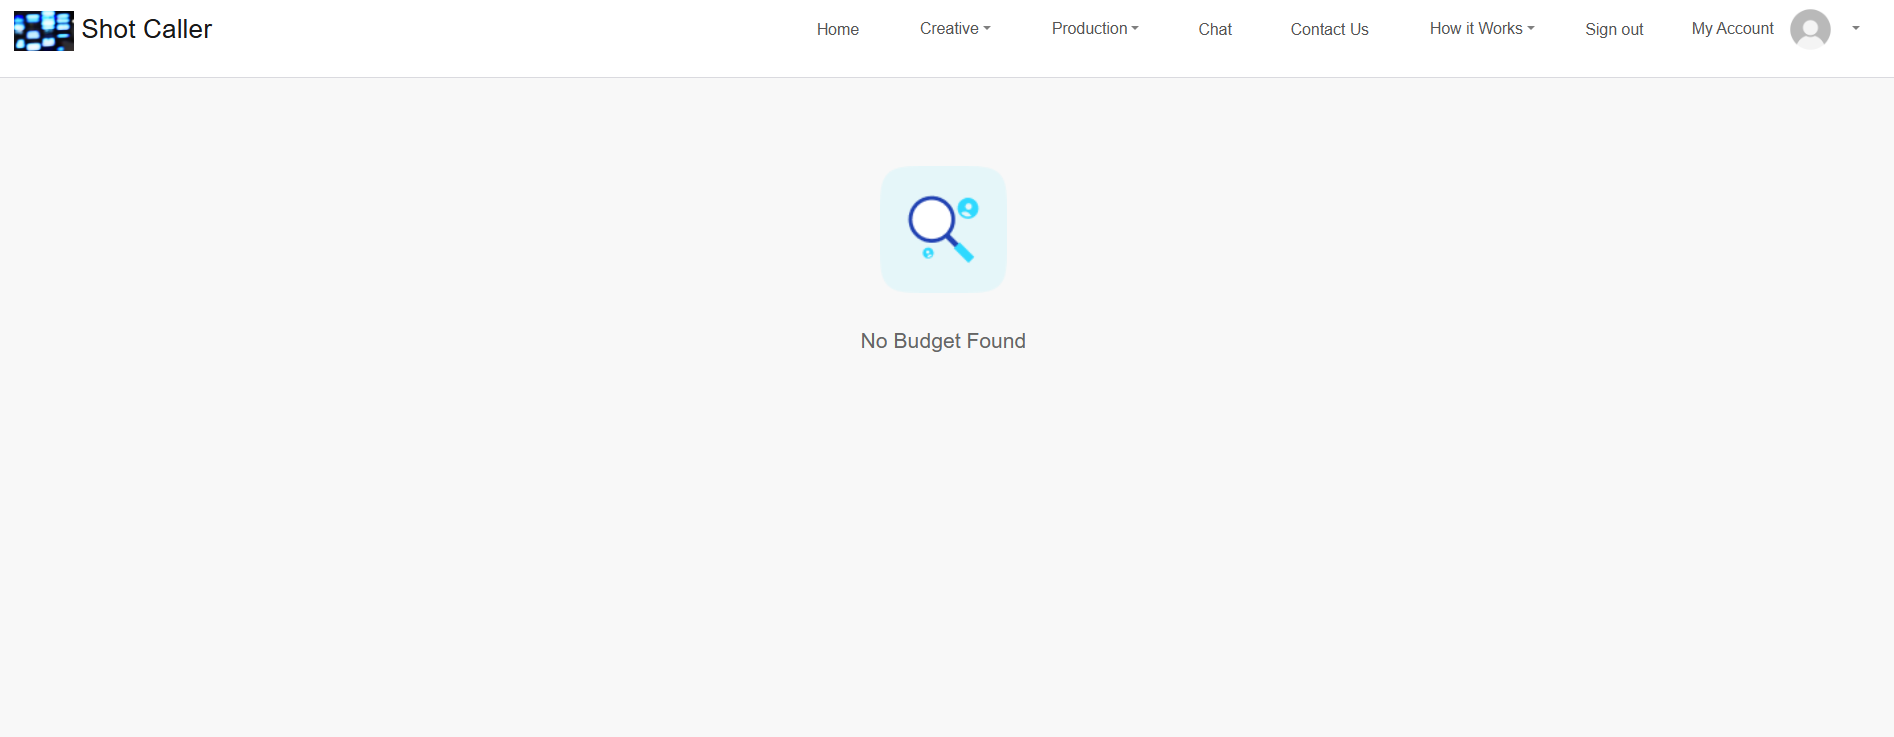 Shot Caller
Home Creative Production Chat Contact Us How it Works Sign out My Account
No Budget Found